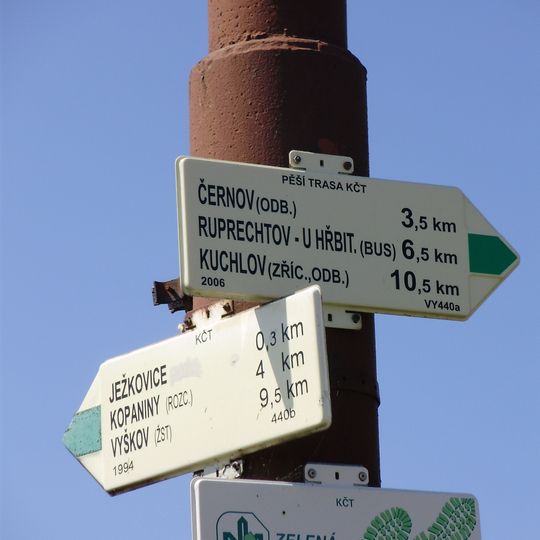 PĚŠÍ TRASA KČT
ČERNOV (ODB.) 3,5 km
RUPRECHTOV - U HŘBIT. (BUS) 6,5 km
KUCHLOV (ZŘÍC., ODB.) 10,5 km
2006 VY440a
KČT
JEŽKOVICE 0,3 km
KOPANINY (ROZC.) 4 km
VYŠKOV (ŽST) 9,5 km
1994 440b
KČT
ZELENÁ